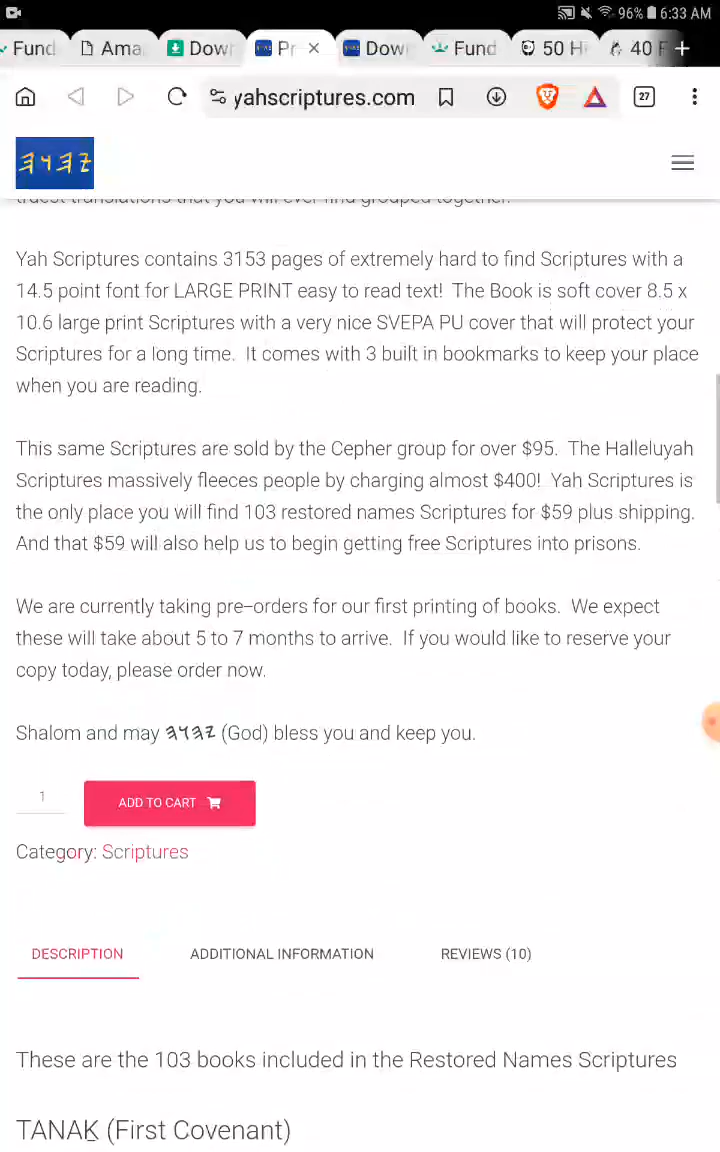 96% 6:33 AM
Fund Ama Dow Pr Dow Fund 50 H 40 F
yahscriptures.com 27
𐤉𐤄𐤅𐤄
Yah Scriptures contains 3153 pages of extremely hard to find Scriptures with a
14.5 point font for LARGE PRINT easy to read text!  The Book is soft cover 8.5 x
10.6 large print Scriptures with a very nice SVEPA PU cover that will protect your
Scriptures for a long time.  It comes with 3 built in bookmarks to keep your place
when you are reading.
This same Scriptures are sold by the Cepher group for over $95.  The Halleluyah
Scriptures massively fleeces people by charging almost $400!  Yah Scriptures is
the only place you will find 103 restored names Scriptures for $59 plus shipping.
And that $59 will also help us to begin getting free Scriptures into prisons.
We are currently taking pre-orders for our first printing of books.  We expect
these will take about 5 to 7 months to arrive.  If you would like to reserve your
copy today, please order now.
Shalom and may 𐤉𐤄𐤅𐤄 (God) bless you and keep you.
1 ADD TO CART
Category: Scriptures
DESCRIPTION ADDITIONAL INFORMATION REVIEWS (10)
These are the 103 books included in the Restored Names Scriptures
TANAḴ (First Covenant)